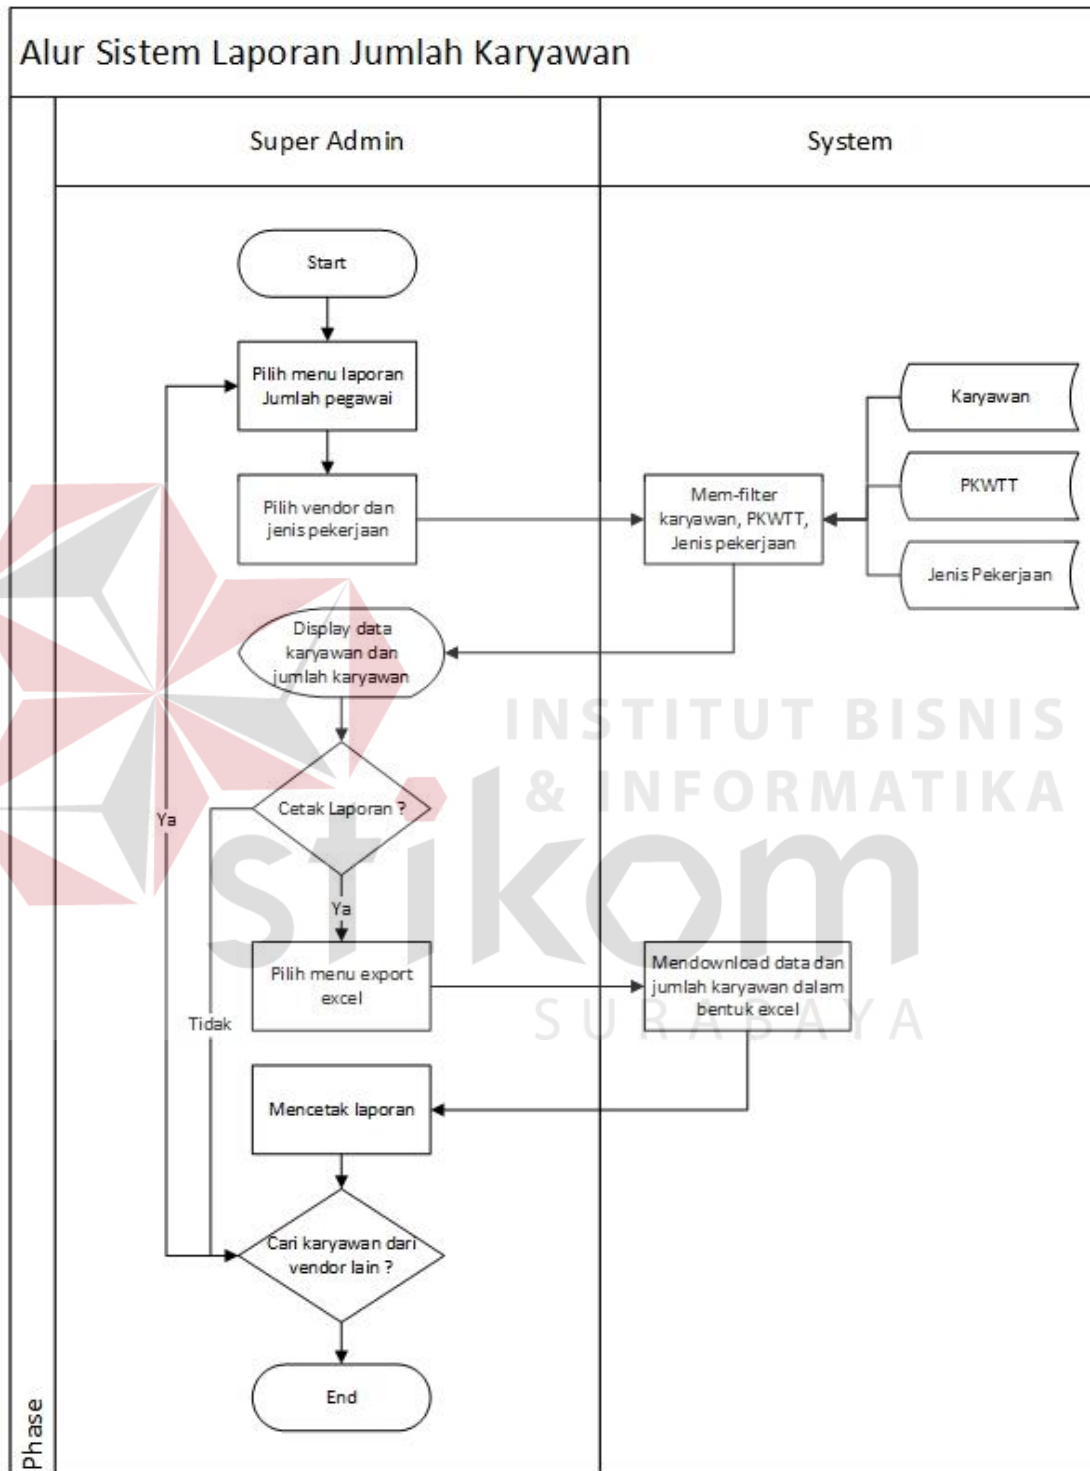 Alur Sistem Laporan Jumlah Karyawan
Super Admin
System
Start
Pilih menu laporan
Jumlah pegawai
Karyawan
Pilih vendor dan
jenis pekerjaan
Mem-filter
karyawan, PKWTT,
Jenis pekerjaan
PKWTT
Jenis Pekerjaan
Display data
karyawan dan
jumlah karyawan
INSTITUT BISNIS
& INFORMATIKA
stikom
SURABAYA
Cetak Laporan ?
Ya
Ya
Pilih menu export
excel
Mendownload data dan
jumlah karyawan dalam
bentuk excel
Tidak
Mencetak laporan
Cari karyawan dari
vendor lain ?
End
Phase